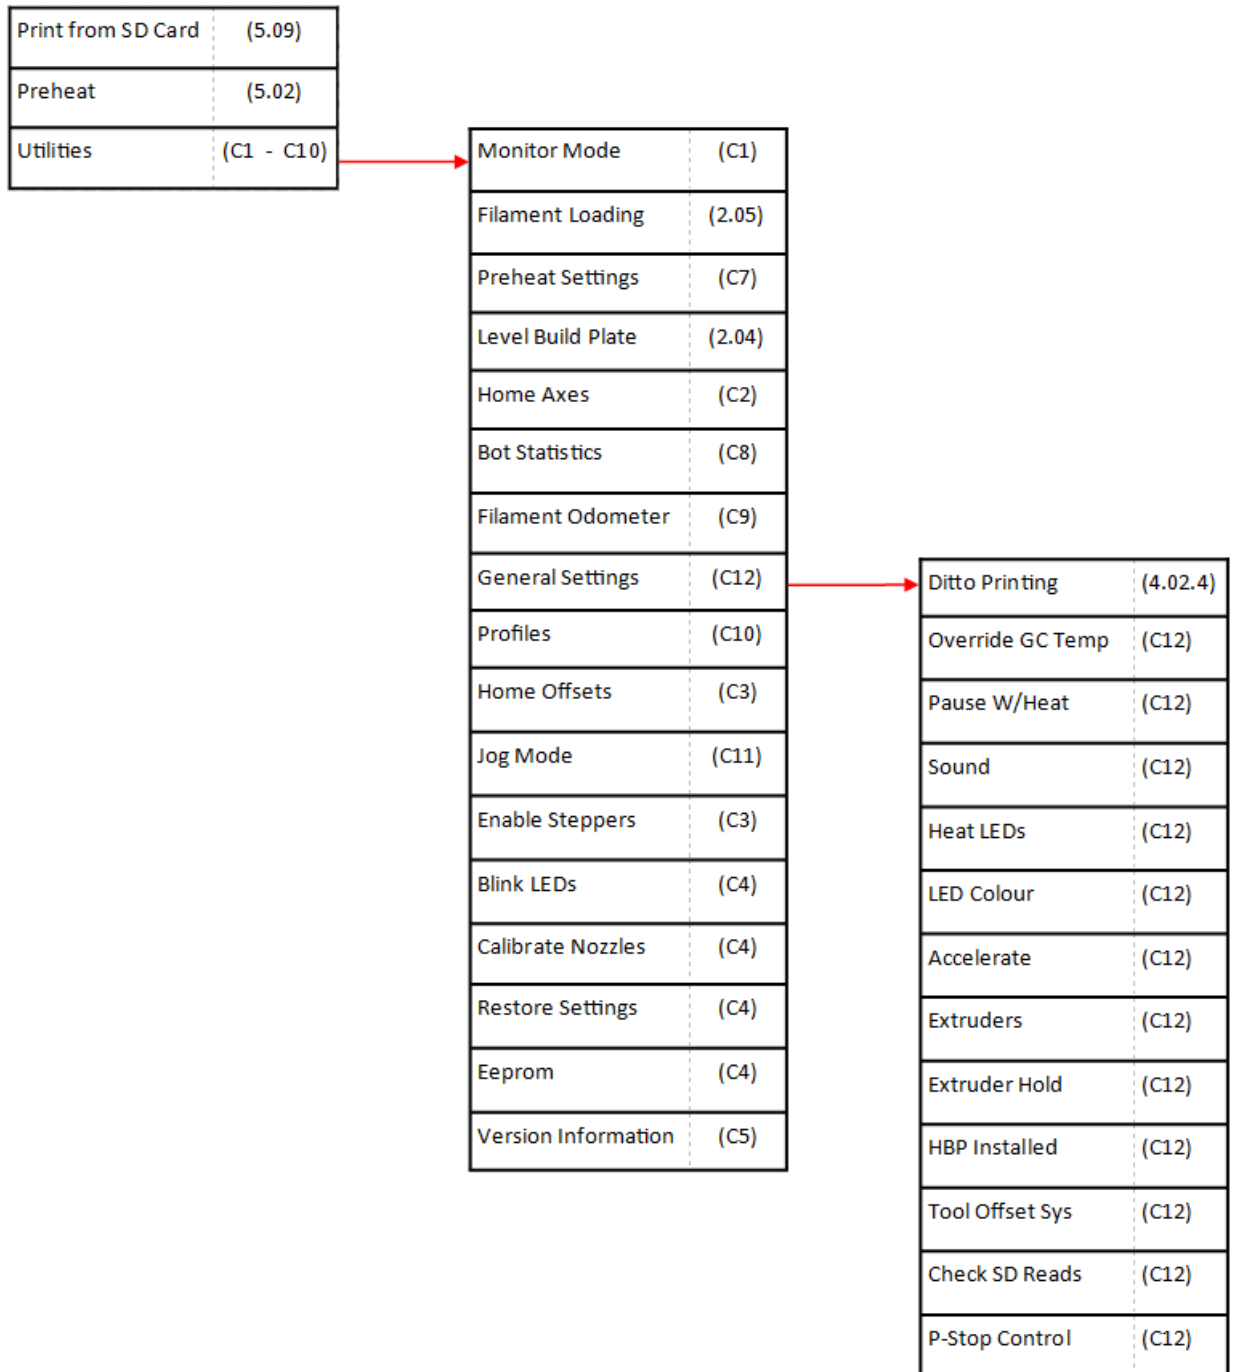 Print from SD Card (5.09)
Preheat (5.02)
Utilities (C1 - C10)
Monitor Mode (C1)
Filament Loading (2.05)
Preheat Settings (C7)
Level Build Plate (2.04)
Home Axes (C2)
Bot Statistics (C8)
Filament Odometer (C9)
General Settings (C12)
Profiles (C10)
Home Offsets (C3)
Jog Mode (C11)
Enable Steppers (C3)
Blink LEDs (C4)
Calibrate Nozzles (C4)
Restore Settings (C4)
Eeprom (C4)
Version Information (C5)
Ditto Printing (4.02.4)
Override GC Temp (C12)
Pause W/Heat (C12)
Sound (C12)
Heat LEDs (C12)
LED Colour (C12)
Accelerate (C12)
Extruders (C12)
Extruder Hold (C12)
HBP Installed (C12)
Tool Offset Sys (C12)
Check SD Reads (C12)
P-Stop Control (C12)